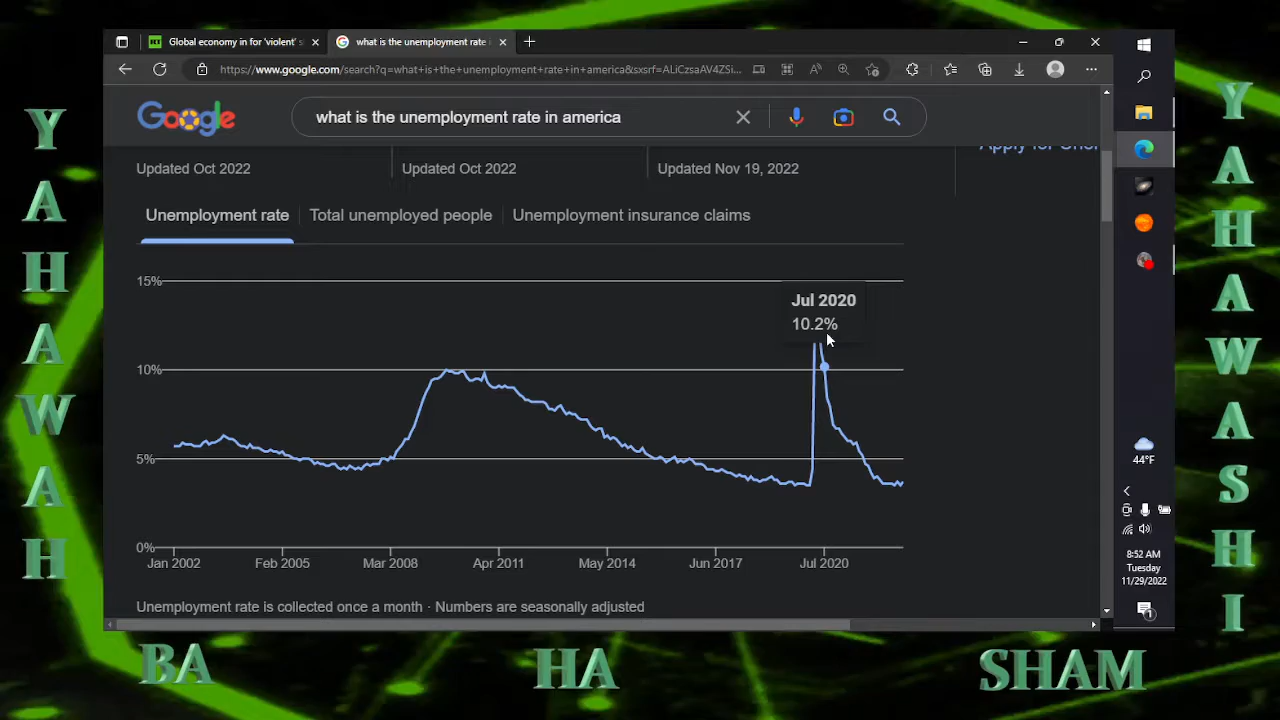 Global economy in for 'violent' s
what is the unemployment rate i
https://www.google.com/search?q=what+is+the+unemployment+rate+in+america&sxsrf=ALiCzsaAV4ZSi...
Google
what is the unemployment rate in america
Updated Oct 2022
Updated Oct 2022
Updated Nov 19, 2022
Unemployment rate
Total unemployed people
Unemployment insurance claims
15%
Jul 2020
10.2%
10%
5%
0%
Jan 2002
Feb 2005
Mar 2008
Apr 2011
May 2014
Jun 2017
Jul 2020
Unemployment rate is collected once a month · Numbers are seasonally adjusted
44°F
8:52 AM
Tuesday
11/29/2022
1
YAHAWAH
YAHAWASHI
BA
HA
SHAM